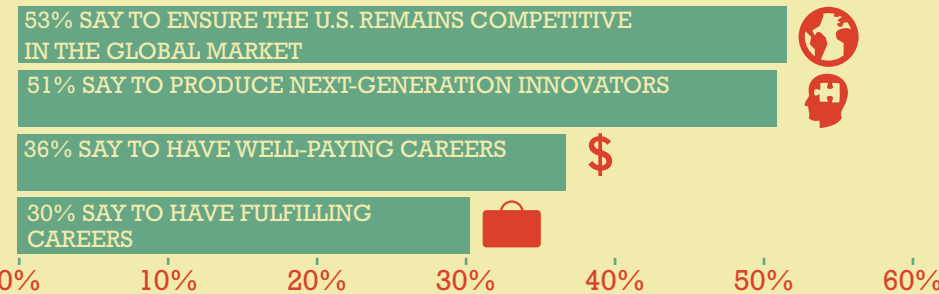 53% SAY TO ENSURE THE U.S. REMAINS COMPETITIVE
IN THE GLOBAL MARKET
51% SAY TO PRODUCE NEXT-GENERATION INNOVATORS
36% SAY TO HAVE WELL-PAYING CAREERS
$
30% SAY TO HAVE FULFILLING
CAREERS
0% 10% 20% 30% 40% 50% 60%